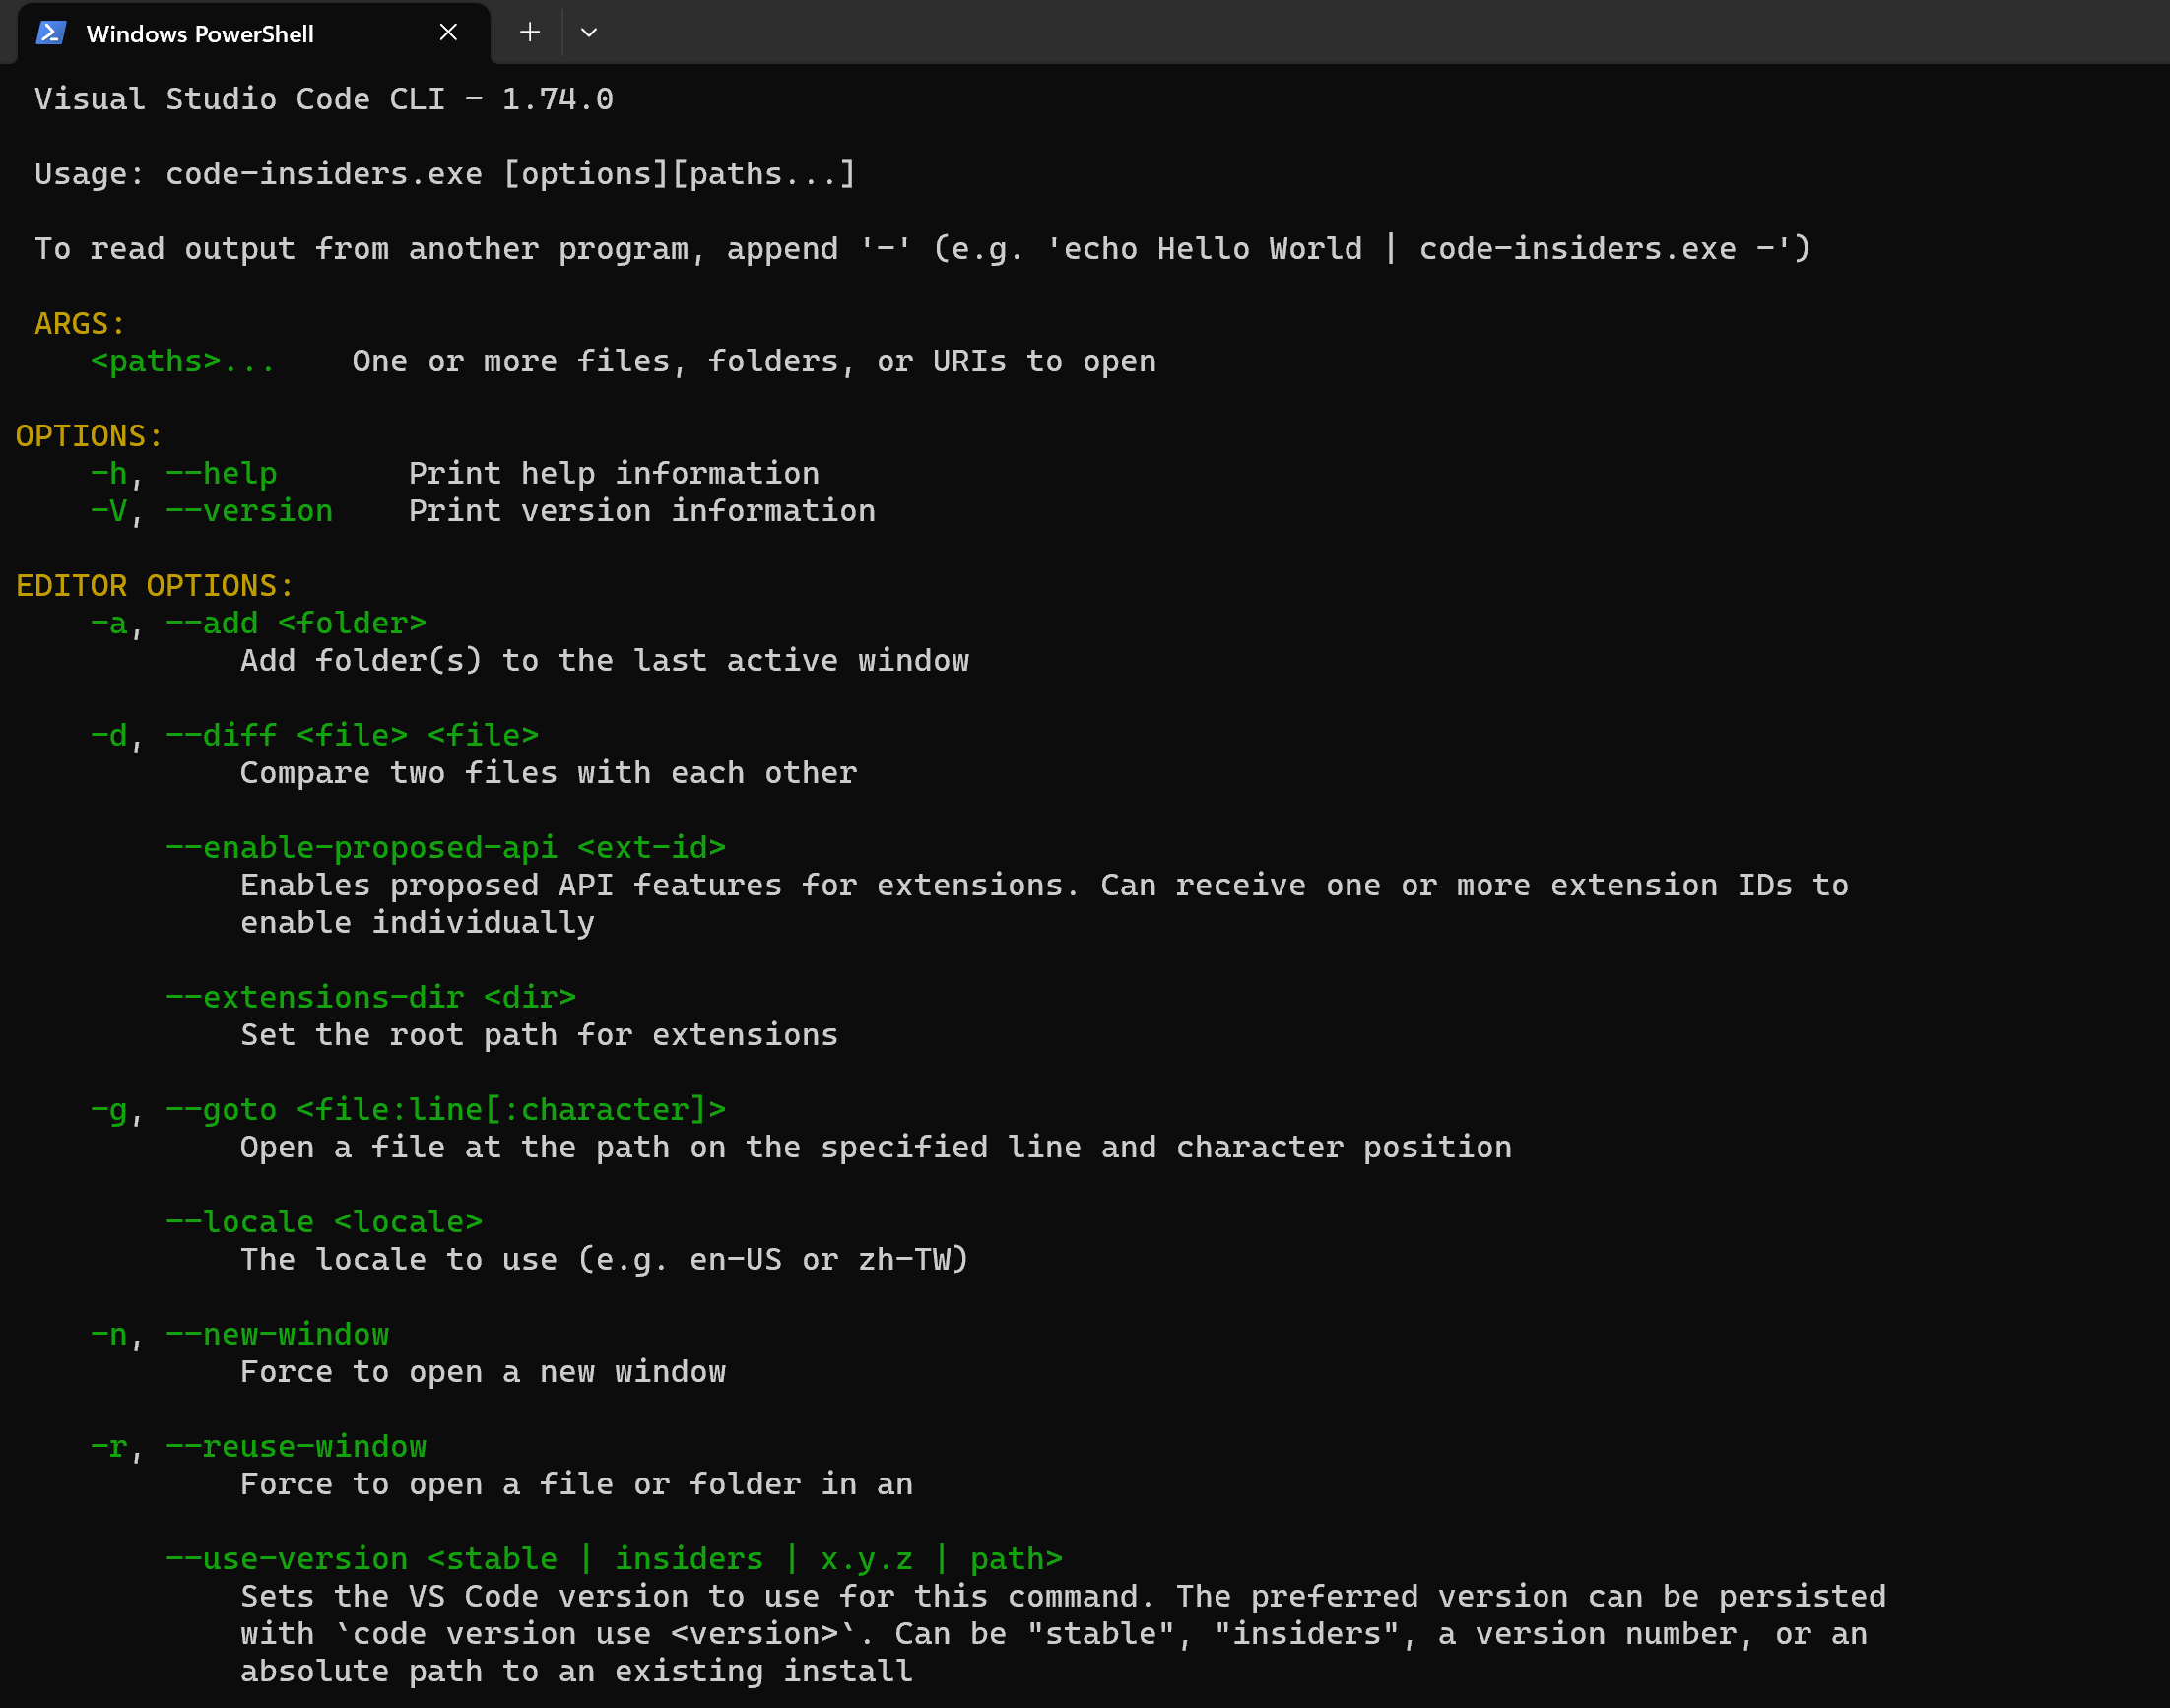 Windows PowerShell
Visual Studio Code CLI - 1.74.0
Usage: code-insiders.exe [options][paths...]
To read output from another program, append '-' (e.g. 'echo Hello World | code-insiders.exe -')
ARGS:
<paths>...    One or more files, folders, or URIs to open
OPTIONS:
-h, --help       Print help information
-V, --version    Print version information
EDITOR OPTIONS:
-a, --add <folder>
Add folder(s) to the last active window
-d, --diff <file> <file>
Compare two files with each other
--enable-proposed-api <ext-id>
Enables proposed API features for extensions. Can receive one or more extension IDs to
enable individually
--extensions-dir <dir>
Set the root path for extensions
-g, --goto <file:line[:character]>
Open a file at the path on the specified line and character position
--locale <locale>
The locale to use (e.g. en-US or zh-TW)
-n, --new-window
Force to open a new window
-r, --reuse-window
Force to open a file or folder in an
--use-version <stable | insiders | x.y.z | path>
Sets the VS Code version to use for this command. The preferred version can be persisted
with `code version use <version>`. Can be "stable", "insiders", a version number, or an
absolute path to an existing install